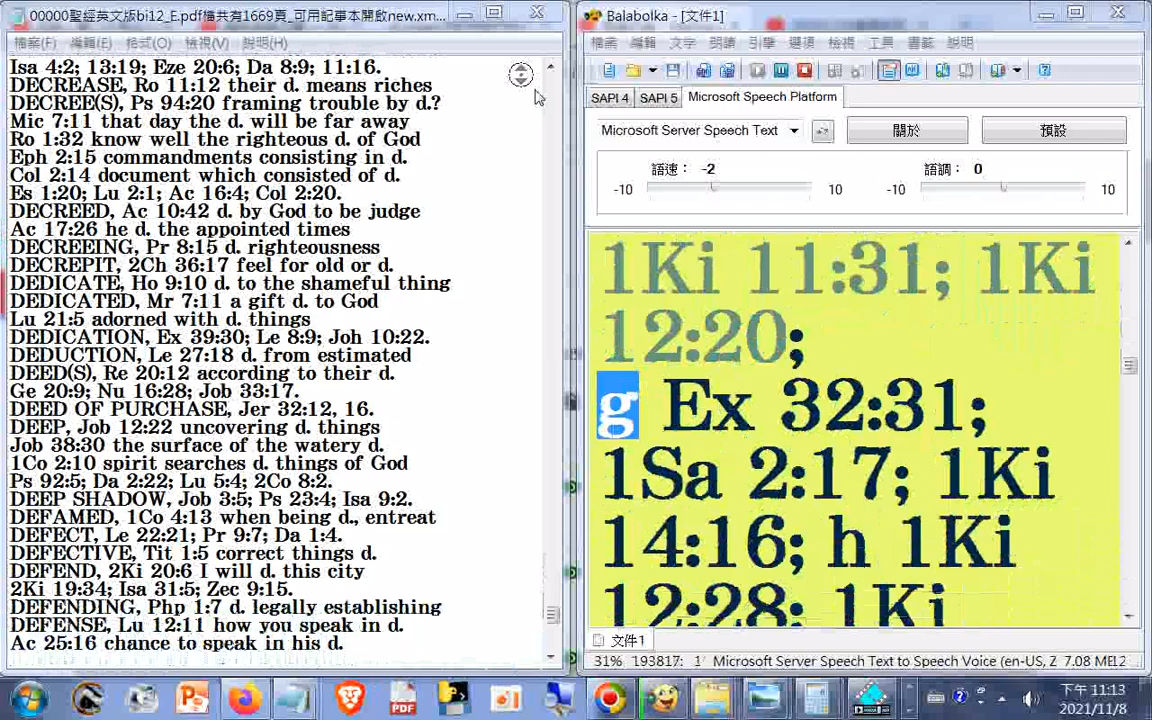 00000聖經英文版bi12_E.pdf檔共有1669頁_可用記事本開啟new.xm...
檔案(F) 編輯(E) 格式(O) 檢視(V) 說明(H)
Isa 4:2; 13:19; Eze 20:6; Da 8:9; 11:16.
DECREASE, Ro 11:12 their d. means riches
DECREE(S), Ps 94:20 framing trouble by d.?
Mic 7:11 that day the d. will be far away
Ro 1:32 know well the righteous d. of God
Eph 2:15 commandments consisting in d.
Col 2:14 document which consisted of d.
Es 1:20; Lu 2:1; Ac 16:4; Col 2:20.
DECREED, Ac 10:42 d. by God to be judge
Ac 17:26 he d. the appointed times
DECREEING, Pr 8:15 d. righteousness
DECREPIT, 2Ch 36:17 feel for old or d.
DEDICATE, Ho 9:10 d. to the shameful thing
DEDICATED, Mr 7:11 a gift d. to God
Lu 21:5 adorned with d. things
DEDICATION, Ex 39:30; Le 8:9; Joh 10:22.
DEDUCTION, Le 27:18 d. from estimated
DEED(S), Re 20:12 according to their d.
Ge 20:9; Nu 16:28; Job 33:17.
DEED OF PURCHASE, Jer 32:12, 16.
DEEP, Job 12:22 uncovering d. things
Job 38:30 the surface of the watery d.
1Co 2:10 spirit searches d. things of God
Ps 92:5; Da 2:22; Lu 5:4; 2Co 8:2.
DEEP SHADOW, Job 3:5; Ps 23:4; Isa 9:2.
DEFAMED, 1Co 4:13 when being d., entreat
DEFECT, Le 22:21; Pr 9:7; Da 1:4.
DEFECTIVE, Tit 1:5 correct things d.
DEFEND, 2Ki 20:6 I will d. this city
2Ki 19:34; Isa 31:5; Zec 9:15.
DEFENDING, Php 1:7 d. legally establishing
DEFENSE, Lu 12:11 how you speak in d.
Ac 25:16 chance to speak in his d.
Balabolka - [文件1]
檔案 編輯 文字 朗讀 引擎 選項 檢視 工具 書籤 說明
SAPI 4 SAPI 5 Microsoft Speech Platform
Microsoft Server Speech Text 關於 預設
語速： -2 語調： 0
-10 10 -10 10
1Ki 11:31; 1Ki
12:20;
g Ex 32:31;
1Sa 2:17; 1Ki
14:16; h 1Ki
12:28; 1Ki
文件1
31% 193817: 1 Microsoft Server Speech Text to Speech Voice (en-US, Z 7.08 ME
下午 11:13
2021/11/8